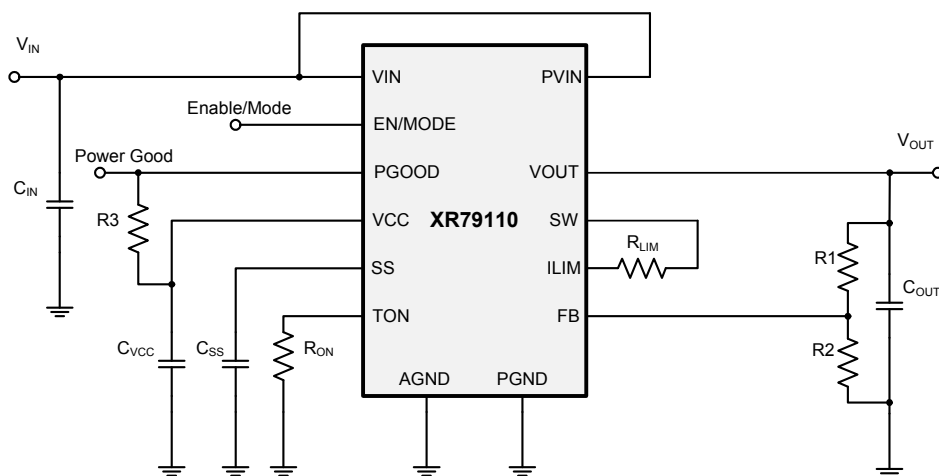 VIN
VIN
PVIN
Enable/Mode
EN/MODE
Power Good
PGOOD
VOUT
VOUT
CIN
R3
VCC
XR79110
SW
RLIM
R1
SS
ILIM
COUT
TON
FB
CVCC
CSS
RON
R2
AGND
PGND